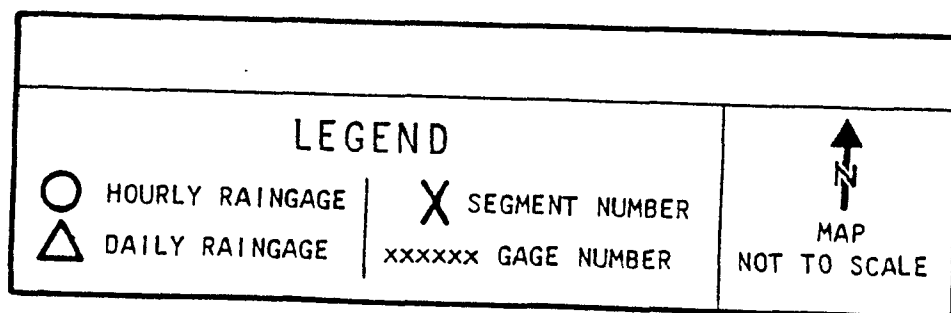 LEGEND
HOURLY RAINGAGE
X SEGMENT NUMBER
DAILY RAINGAGE
xxxxxx GAGE NUMBER
N
MAP
NOT TO SCALE